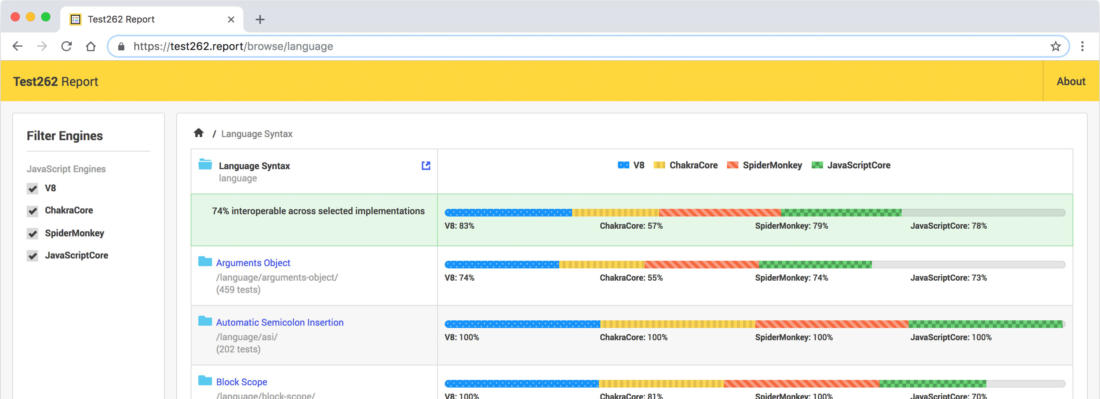 Test262 Report
https://test262.report/browse/language
Test262 Report
About
Filter Engines
JavaScript Engines
V8
ChakraCore
SpiderMonkey
JavaScriptCore
/ Language Syntax
Language Syntax
language
V8 ChakraCore SpiderMonkey JavaScriptCore
74% interoperable across selected implementations
V8: 83% ChakraCore: 57% SpiderMonkey: 79% JavaScriptCore: 78%
Arguments Object
/language/arguments-object/
(459 tests)
V8: 74% ChakraCore: 55% SpiderMonkey: 74% JavaScriptCore: 73%
Automatic Semicolon Insertion
/language/asi/
(202 tests)
V8: 100% ChakraCore: 100% SpiderMonkey: 100% JavaScriptCore: 100%
Block Scope
/language/block-scope/
V8: 100% ChakraCore: 81% SpiderMonkey: 100% JavaScriptCore: 70%